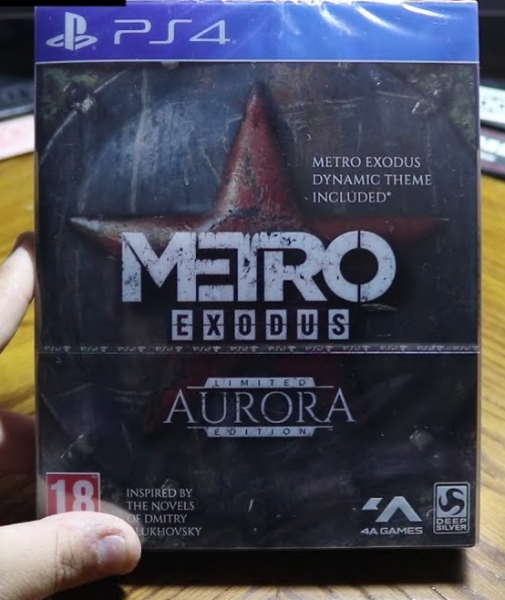 PS4
METRO EXODUS
DYNAMIC THEME
INCLUDED*
METRO
EXODUS
LIMITED
AURORA
EDITION
18
INSPIRED BY
THE NOVELS
OF DMITRY
4A GAMES
DEEP
SILVER